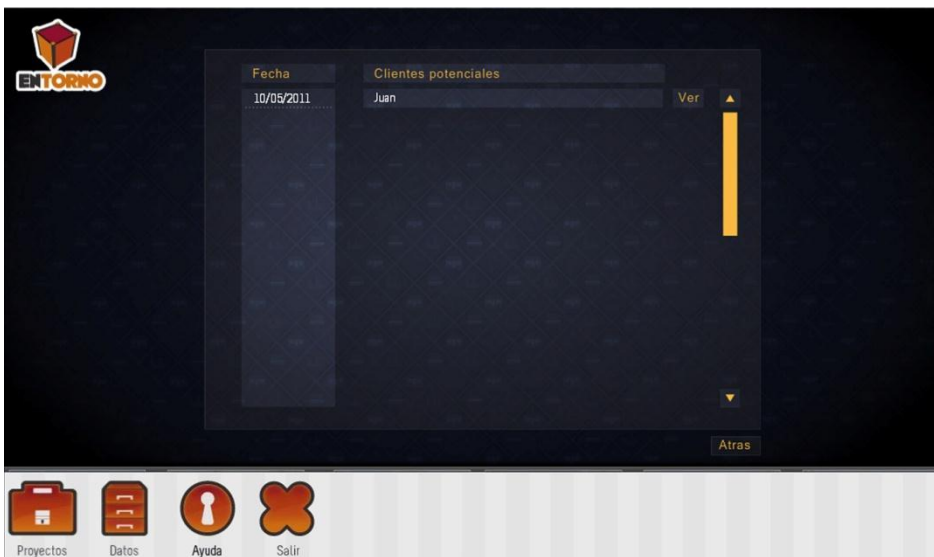 ENTORNO
Fecha
Clientes potenciales
10/05/2011
Juan
Ver
Atras
Proyectos
Datos
Ayuda
Salir